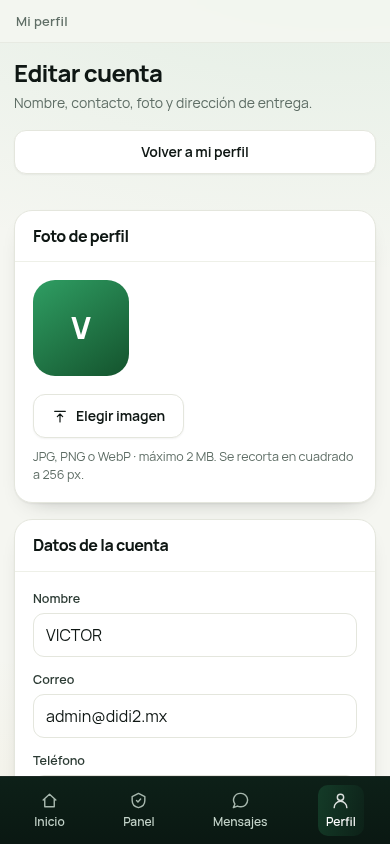 Mi perfil
Editar cuenta
Nombre, contacto, foto y dirección de entrega.
Volver a mi perfil
Foto de perfil
V
Elegir imagen
JPG, PNG o WebP · máximo 2 MB. Se recorta en cuadrado
a 256 px.
Datos de la cuenta
Nombre
VICTOR
Correo
admin@didi2.mx
Teléfono
Inicio
Panel
Mensajes
Perfil